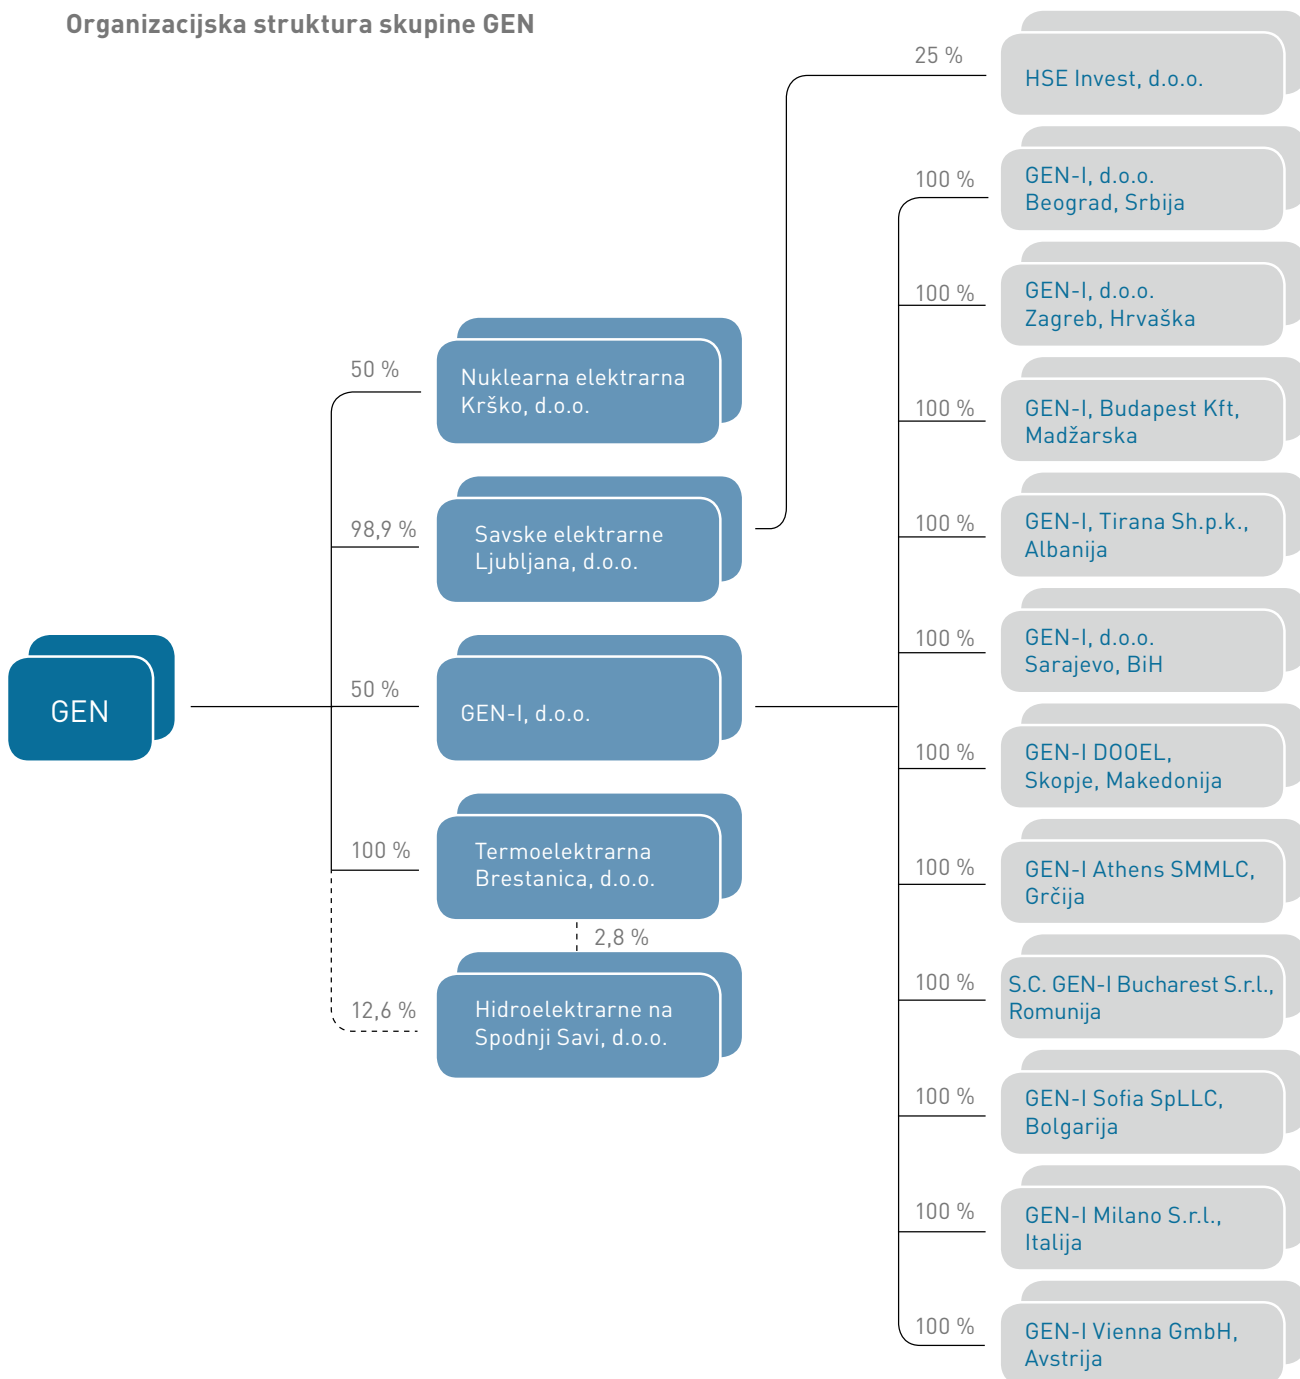 Organizacijska struktura skupine GEN
25 %
HSE Invest, d.o.o.
100 %
GEN-I, d.o.o.
Beograd, Srbija
100 %
GEN-I, d.o.o.
Zagreb, Hrvaška
50 %
Nuklearna elektrarna
Krško, d.o.o.
100 %
GEN-I, Budapest Kft,
Madžarska
98,9 %
Savske elektrarne
Ljubljana, d.o.o.
100 %
GEN-I, Tirana Sh.p.k.,
Albanija
100 %
GEN-I, d.o.o.
Sarajevo, BiH
GEN
50 %
GEN-I, d.o.o.
100 %
GEN-I DOOEL,
Skopje, Makedonija
100 %
Termoelektrarna
Brestanica, d.o.o.
100 %
GEN-I Athens SMMLC,
Grčija
2,8 %
12,6 %
Hidroelektrarne na
Spodnji Savi, d.o.o.
100 %
S.C. GEN-I Bucharest S.r.l.,
Romunija
100 %
GEN-I Sofia SpLLC,
Bolgarija
100 %
GEN-I Milano S.r.l.,
Italija
100 %
GEN-I Vienna GmbH,
Avstrija